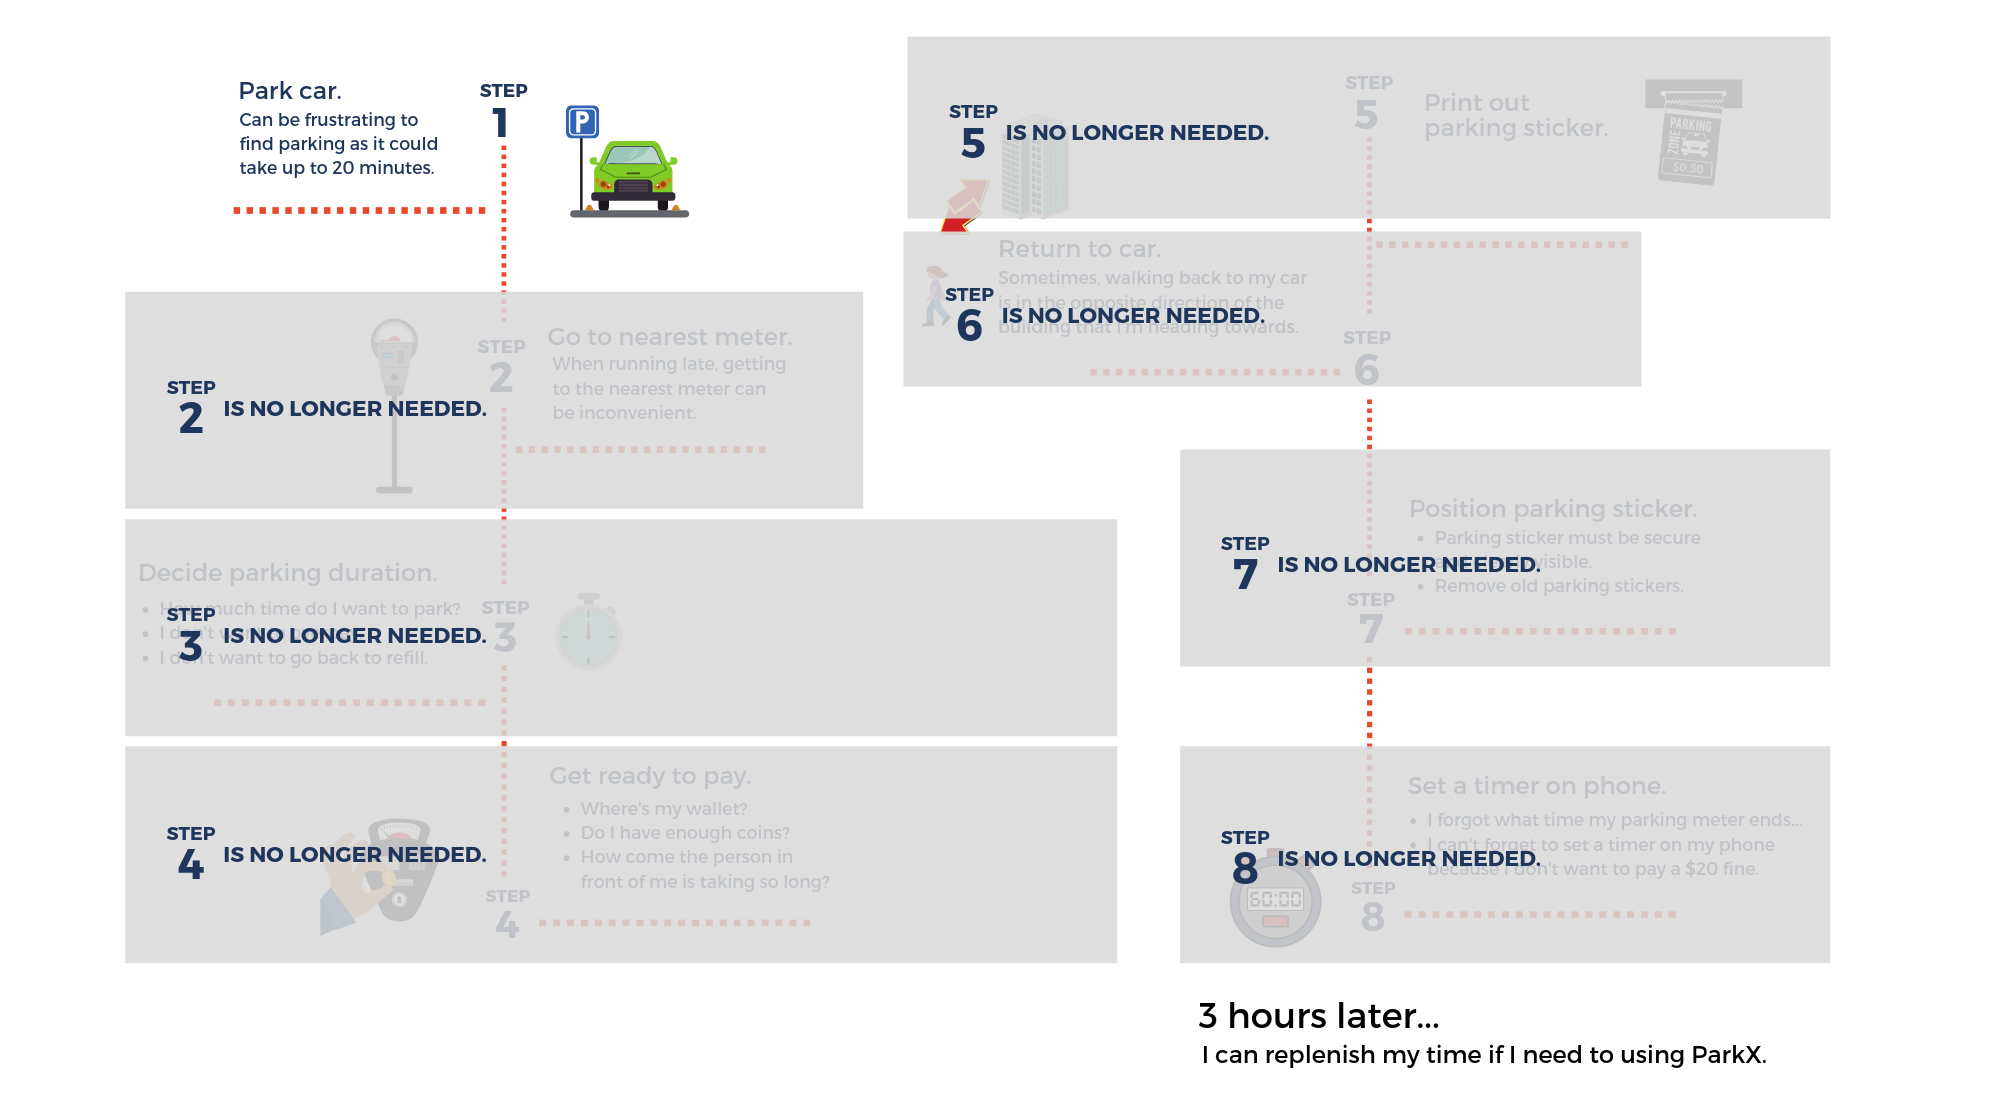 Park car.
Can be frustrating to
find parking as it could
take up to 20 minutes.
STEP
1
P
STEP
2
IS NO LONGER NEEDED.
STEP
2
Go to nearest meter.
When running late, getting
to the nearest meter can
be inconvenient.
Decide parking duration.
• How much time do I want to park?
• I don't
• I don't want to go back to refill.
STEP
3
IS NO LONGER NEEDED.
STEP
3
STEP
4
IS NO LONGER NEEDED.
Get ready to pay.
• Where's my wallet?
• Do I have enough coins?
• How come the person in
front of me is taking so long?
STEP
4
STEP
5
IS NO LONGER NEEDED.
STEP
5
Print out
parking sticker.
PARKING
ZONE
$0.30
Return to car.
Sometimes, walking back to my car
is in the opposite direction of the
building that I'm heading towards.
STEP
6
IS NO LONGER NEEDED.
STEP
6
Position parking sticker.
• Parking sticker must be secure
visible.
• Remove old parking stickers.
STEP
7
IS NO LONGER NEEDED.
STEP
7
Set a timer on phone.
• I forgot what time my parking meter ends...
• I can't forget to set a timer on my phone
because I don't want to pay a $20 fine.
STEP
8
IS NO LONGER NEEDED.
60:00
STEP
8
3 hours later...
I can replenish my time if I need to using ParkX.